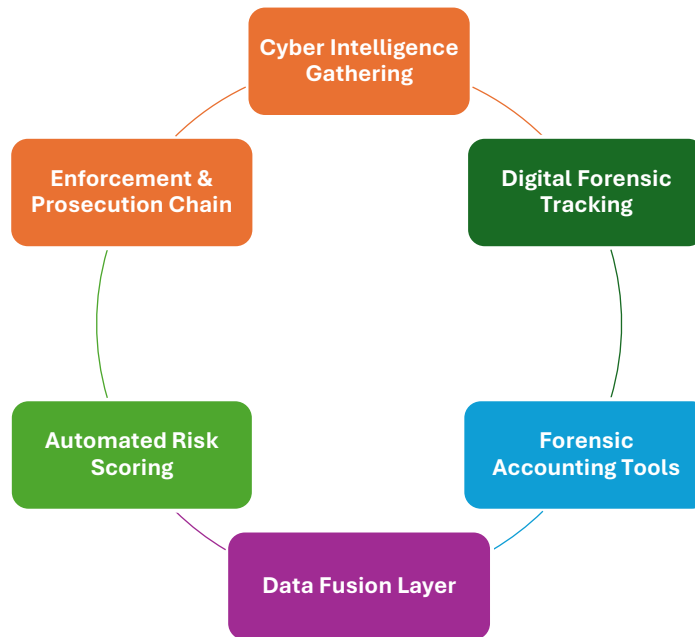 Cyber Intelligence
Gathering
Digital Forensic
Tracking
Forensic
Accounting Tools
Data Fusion Layer
Automated Risk
Scoring
Enforcement &
Prosecution Chain